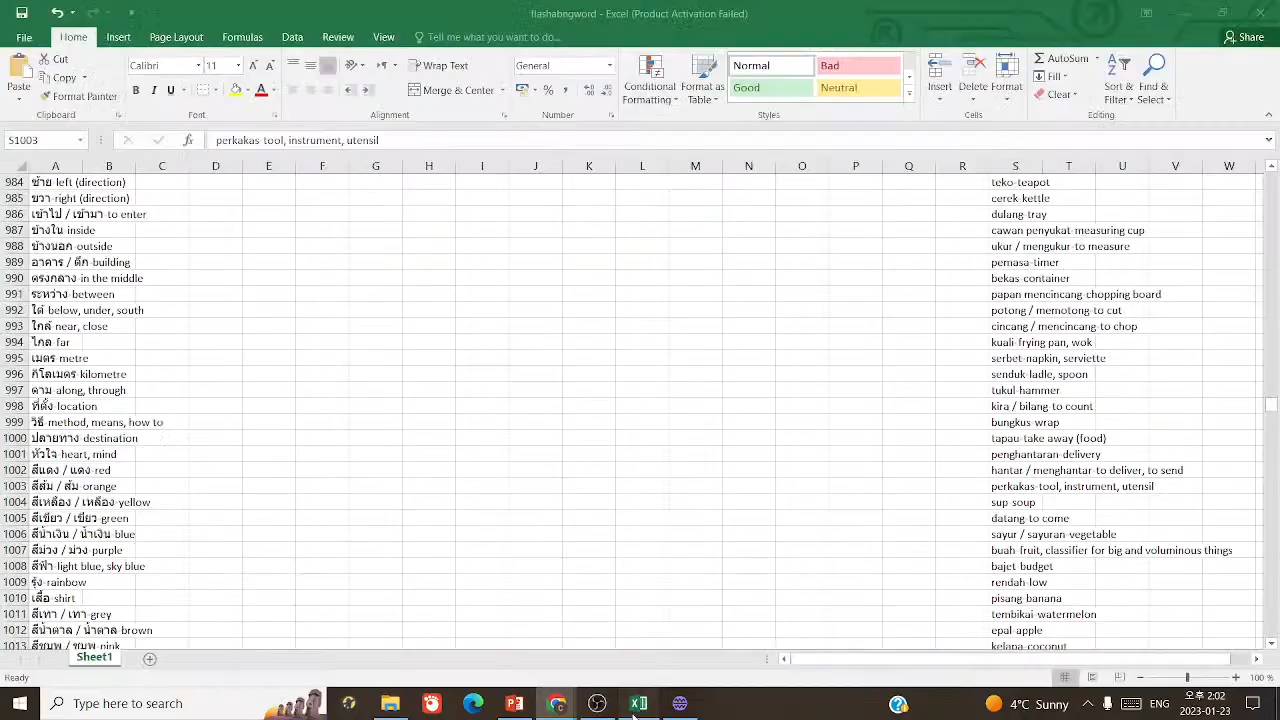 flashabngword - Excel (Product Activation Failed)
File Home Insert Page Layout Formulas Data Review View Tell me what you want to do... Share
Cut
Copy
Format Painter
Paste
Calibri 11
B I U
Wrap Text
Merge & Center
General
Conditional Formatting
Format as Table
Normal Bad
Good Neutral
Insert Delete Format
AutoSum
Fill
Clear
Sort & Filter
Find & Select
Clipboard Font Alignment Number Styles Cells Editing
S1003 fx perkakas-tool, instrument, utensil
A B C D E F G H I J K L M N O P Q R S T U V W
984 ซ้าย-left (direction) teko-teapot
985 ขวา-right (direction) cerek-kettle
986 เข้าไป / เข้ามา-to enter dulang-tray
987 ข้างใน-inside cawan penyukat-measuring cup
988 ข้างนอก-outside ukur / mengukur-to measure
989 อาคาร / ตึก-building pemasa-timer
990 ตรงกลาง-in the middle bekas-container
991 ระหว่าง-between papan mencincang-chopping board
992 ใต้-below, under, south potong / memotong-to cut
993 ใกล้-near, close cincang / mencincang-to chop
994 ไกล-far kuali-frying pan, wok
995 เมตร-metre serbet-napkin, serviette
996 กิโลเมตร-kilometre senduk-ladle, spoon
997 ตาม-along, through tukul-hammer
998 ที่ตั้ง-location kira / bilang-to count
999 วิธี-method, means, how to bungkus-wrap
1000 ปลายทาง-destination tapau-take away (food)
1001 หัวใจ-heart, mind penghantaran-delivery
1002 สีแดง / แดง-red hantar / menghantar-to deliver, to send
1003 สีส้ม / ส้ม-orange perkakas-tool, instrument, utensil
1004 สีเหลือง / เหลือง-yellow sup-soup
1005 สีเขียว / เขียว-green datang-to come
1006 สีน้ำเงิน / น้ำเงิน-blue sayur / sayuran-vegetable
1007 สีม่วง / ม่วง-purple buah-fruit, classifier for big and voluminous things
1008 สีฟ้า-light blue, sky blue bajet-budget
1009 รุ้ง-rainbow rendah-low
1010 เสื้อ-shirt pisang-banana
1011 สีเทา / เทา-grey tembikai-watermelon
1012 สีน้ำตาล / น้ำตาล-brown epal-apple
1013 สีชมพู / ชมพู-pink kelapa-coconut
Sheet1
Ready 100 %
Type here to search 4°C Sunny 오후 2:02
2023-01-23